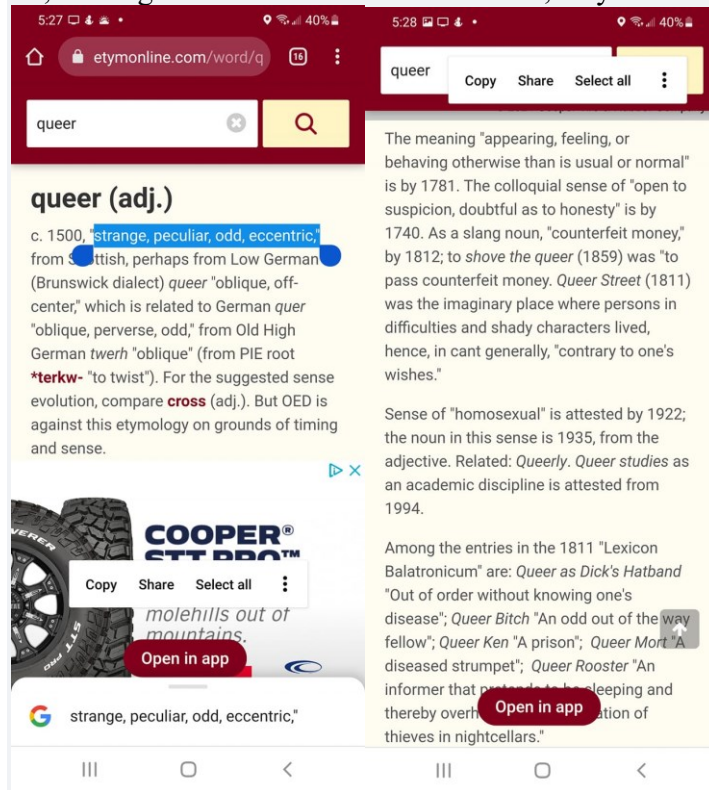 5:27
40%
etymonline.com/word/q
16
queer
queer (adj.)
c. 1500, "strange, peculiar, odd, eccentric,"
from Scottish, perhaps from Low German
(Brunswick dialect) queer "oblique, off-
center," which is related to German quer
"oblique, perverse, odd," from Old High
German twerh "oblique" (from PIE root
*terkw- "to twist"). For the suggested sense
evolution, compare cross (adj.). But OED is
against this etymology on grounds of timing
and sense.
COOPER®
STT PRO™
STT PRO
Copy Share Select all
molehills out of
mountains.
Open in app
strange, peculiar, odd, eccentric,"
5:28
40%
queer
Copy Share Select all
The meaning "appearing, feeling, or
behaving otherwise than is usual or normal"
is by 1781. The colloquial sense of "open to
suspicion, doubtful as to honesty" is by
1740. As a slang noun, "counterfeit money,"
by 1812; to shove the queer (1859) was "to
pass counterfeit money. Queer Street (1811)
was the imaginary place where persons in
difficulties and shady characters lived,
hence, in cant generally, "contrary to one's
wishes."
Sense of "homosexual" is attested by 1922;
the noun in this sense is 1935, from the
adjective. Related: Queerly. Queer studies as
an academic discipline is attested from
1994.
Among the entries in the 1811 "Lexicon
Balatronicum" are: Queer as Dick's Hatband
"Out of order without knowing one's
disease"; Queer Bitch "An odd out of the way
fellow"; Queer Ken "A prison"; Queer Mort "A
diseased strumpet"; Queer Rooster "An
informer that pretends to be sleeping and
thereby overh
Open in app
ation of
thieves in nightcellars."